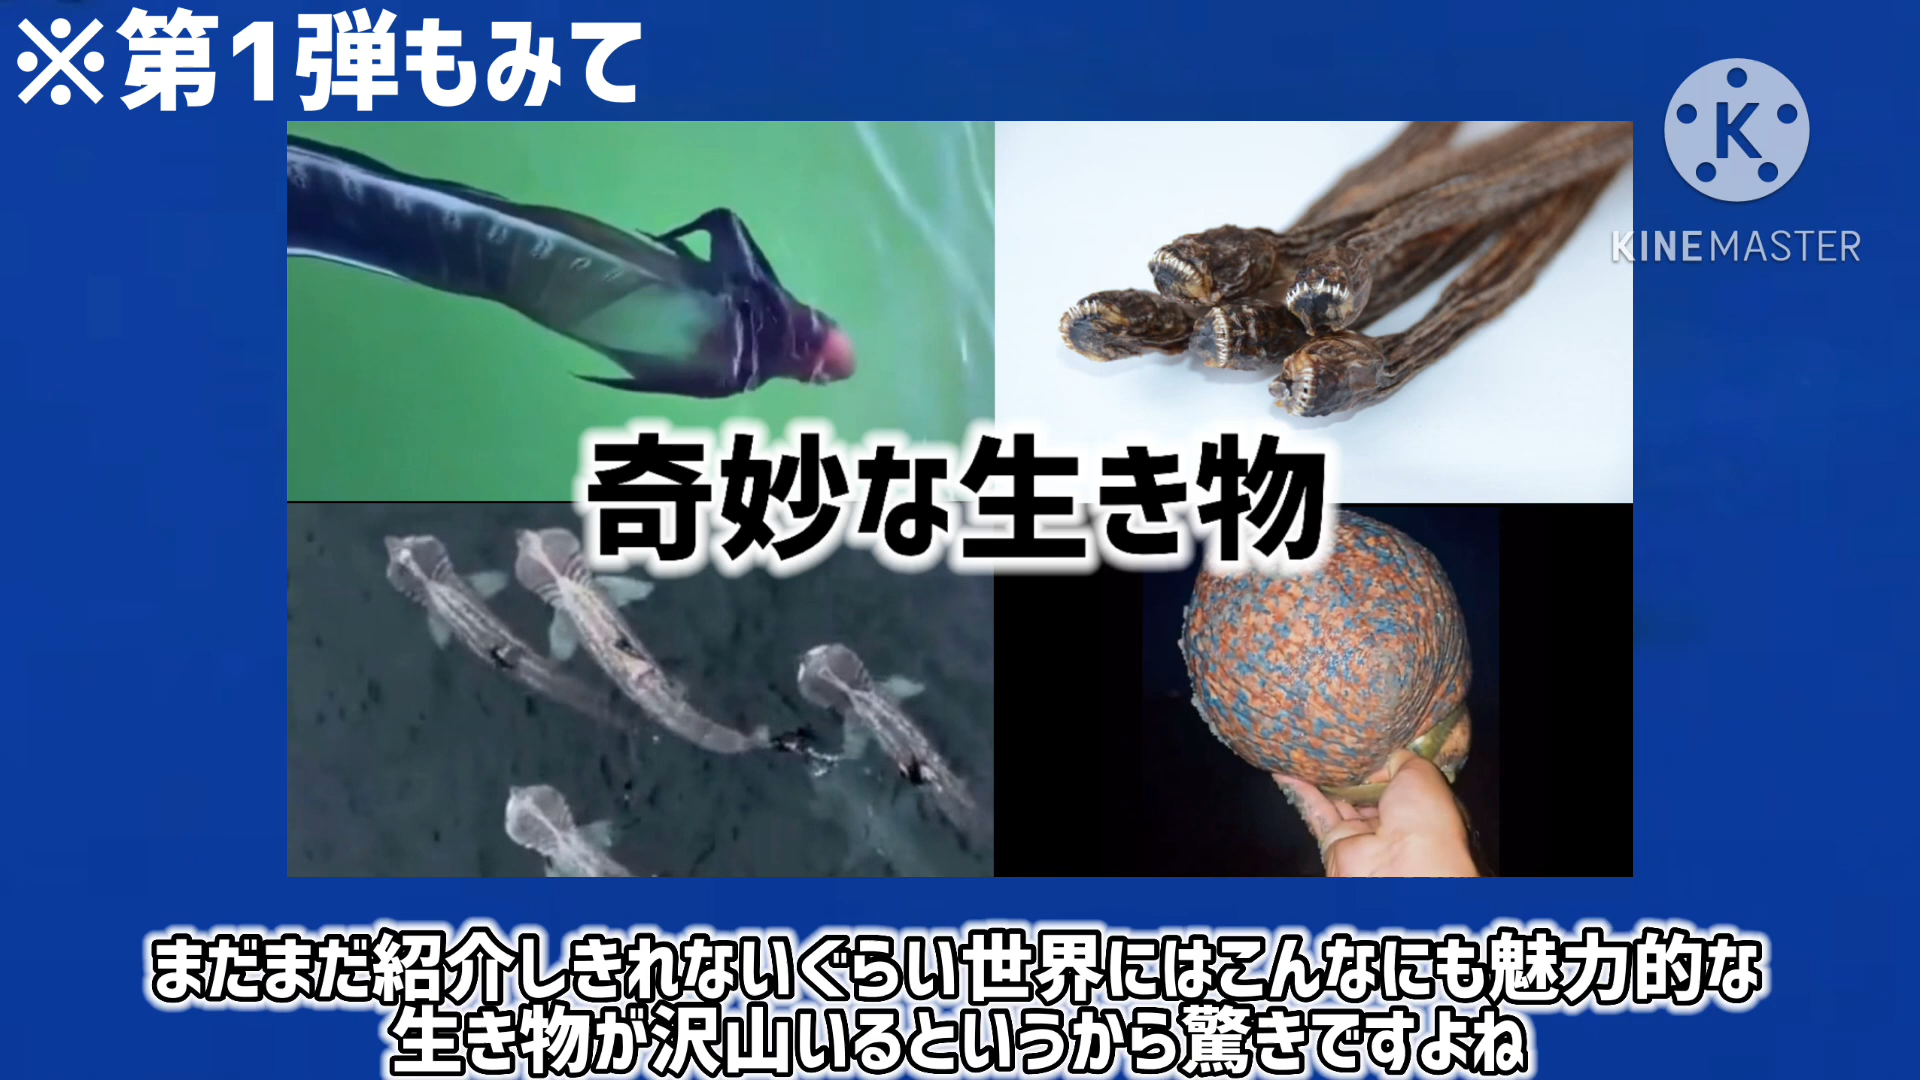 ※第1弾もみて
K
KINEMASTER
奇妙な生き物
まだまだ紹介しきれないぐらい世界にはこんなにも魅力的な
生き物が沢山いるというから驚きですよね